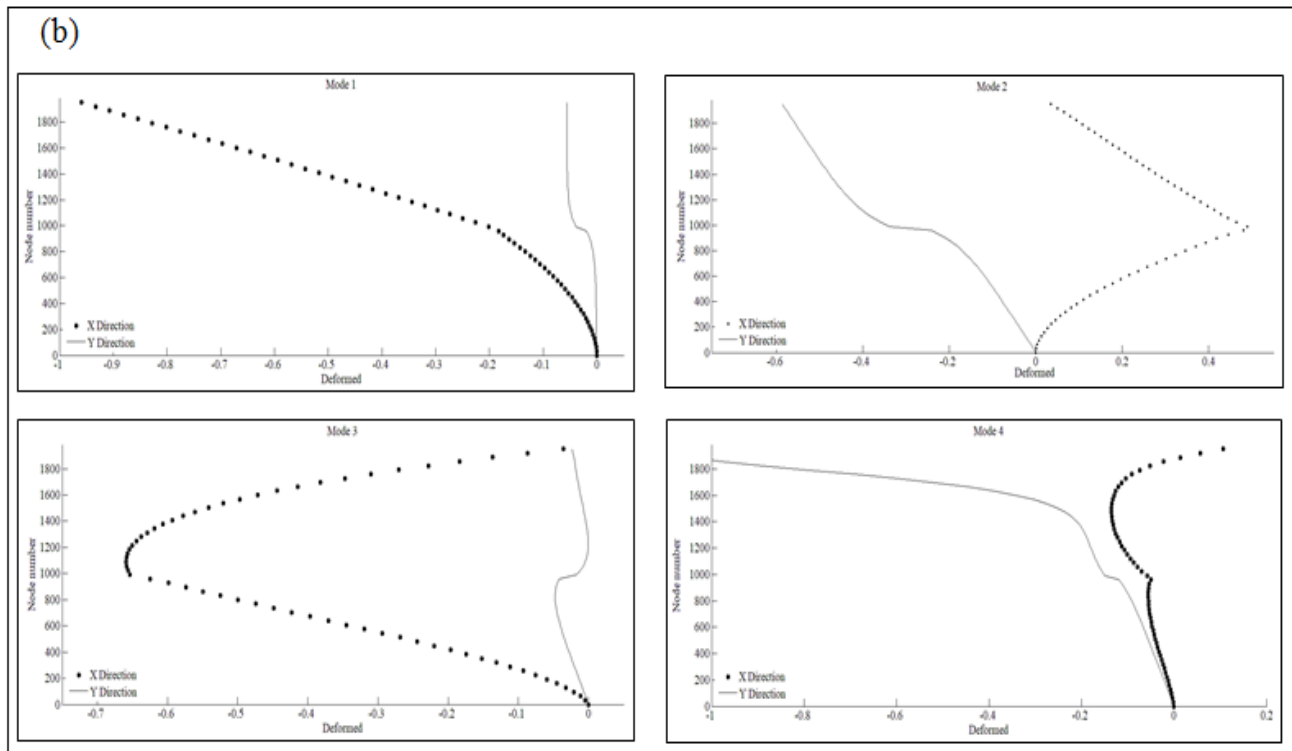 (b)
Mode 1
1800
1600
1400
1200
1000
800
600
400
200
0
Node number
X Direction
Y Direction
-1 -0.9 -0.8 -0.7 -0.6 -0.5 -0.4 -0.3 -0.2 -0.1 0
Deformed
Mode 2
1800
1600
1400
1200
1000
800
600
400
200
0
Node number
X Direction
Y Direction
-0.6 -0.4 -0.2 0 0.2 0.4
Deformed
Mode 3
1800
1600
1400
1200
1000
800
600
400
200
0
Node number
X Direction
Y Direction
-0.7 -0.6 -0.5 -0.4 -0.3 -0.2 -0.1 0
Deformed
Mode 4
1800
1600
1400
1200
1000
800
600
400
200
0
Node number
X Direction
Y Direction
-1 -0.8 -0.6 -0.4 -0.2 0 0.2
Deformed